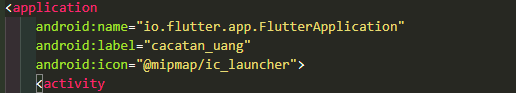 <application
android:name="io.flutter.app.FlutterApplication"
android:label="cacatan_uang"
android:icon="@mipmap/ic_launcher">
<activity